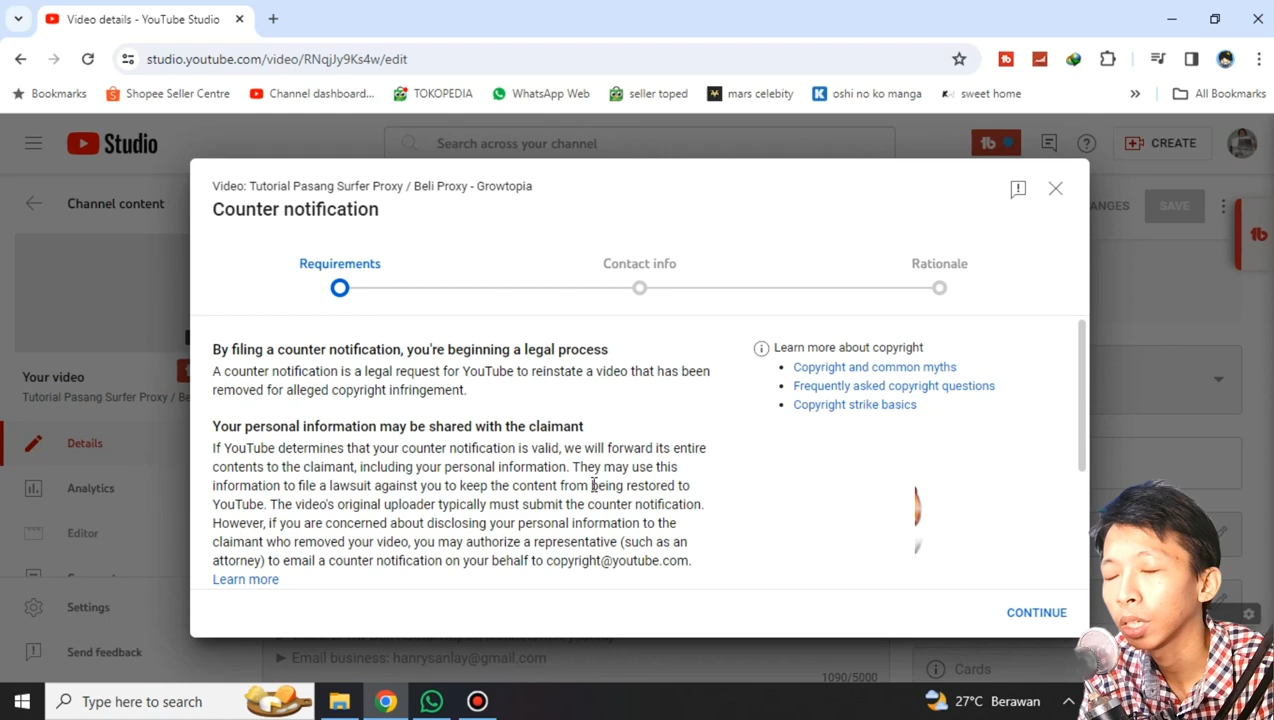 Video details - YouTube Studio
studio.youtube.com/video/RNqjJy9Ks4w/edit
Bookmarks
Shopee Seller Centre
Channel dashboard...
TOKOPEDIA
WhatsApp Web
seller toped
mars celebity
oshi no ko manga
sweet home
All Bookmarks
Studio
Search across your channel
CREATE
Channel content
ANGES
SAVE
Video: Tutorial Pasang Surfer Proxy / Beli Proxy - Growtopia
Counter notification
Requirements
Contact info
Rationale
By filing a counter notification, you're beginning a legal process
A counter notification is a legal request for YouTube to reinstate a video that has been
removed for alleged copyright infringement.
Your personal information may be shared with the claimant
If YouTube determines that your counter notification is valid, we will forward its entire
contents to the claimant, including your personal information. They may use this
information to file a lawsuit against you to keep the content from being restored to
YouTube. The video's original uploader typically must submit the counter notification.
However, if you are concerned about disclosing your personal information to the
claimant who removed your video, you may authorize a representative (such as an
attorney) to email a counter notification on your behalf to copyright@youtube.com.
Learn more
Learn more about copyright
Copyright and common myths
Frequently asked copyright questions
Copyright strike basics
CONTINUE
Your video
Tutorial Pasang Surfer Proxy / Be
Details
Analytics
Editor
Settings
Send feedback
Email business: hanrysanlay@gmail.com
1090/5000
Cards
Type here to search
27°C Berawan